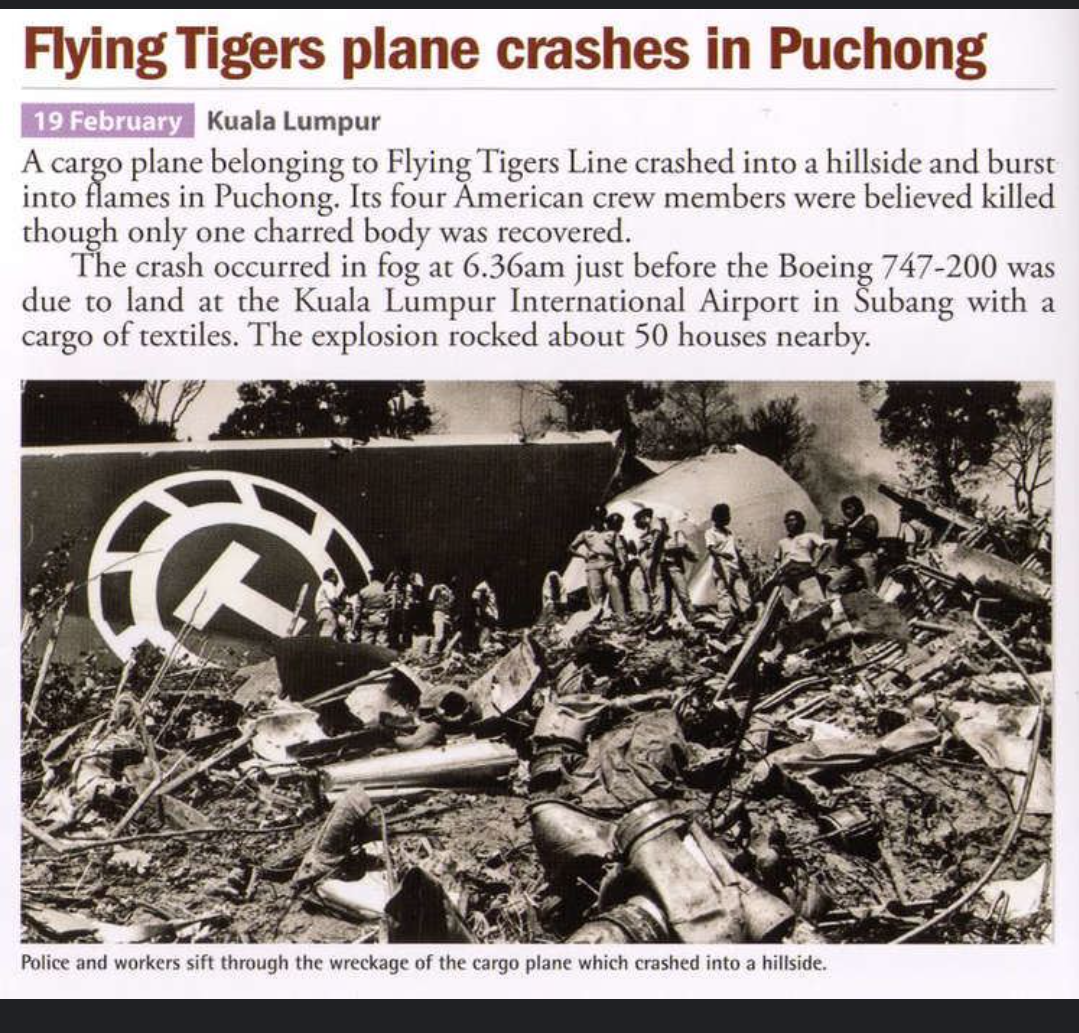 Flying Tigers plane crashes in Puchong
19 February Kuala Lumpur
A cargo plane belonging to Flying Tigers Line crashed into a hillside and burst
into flames in Puchong. Its four American crew members were believed killed
though only one charred body was recovered.
The crash occurred in fog at 6.36am just before the Boeing 747-200 was
due to land at the Kuala Lumpur International Airport in Subang with a
cargo of textiles. The explosion rocked about 50 houses nearby.
T
Police and workers sift through the wreckage of the cargo plane which crashed into a hillside.